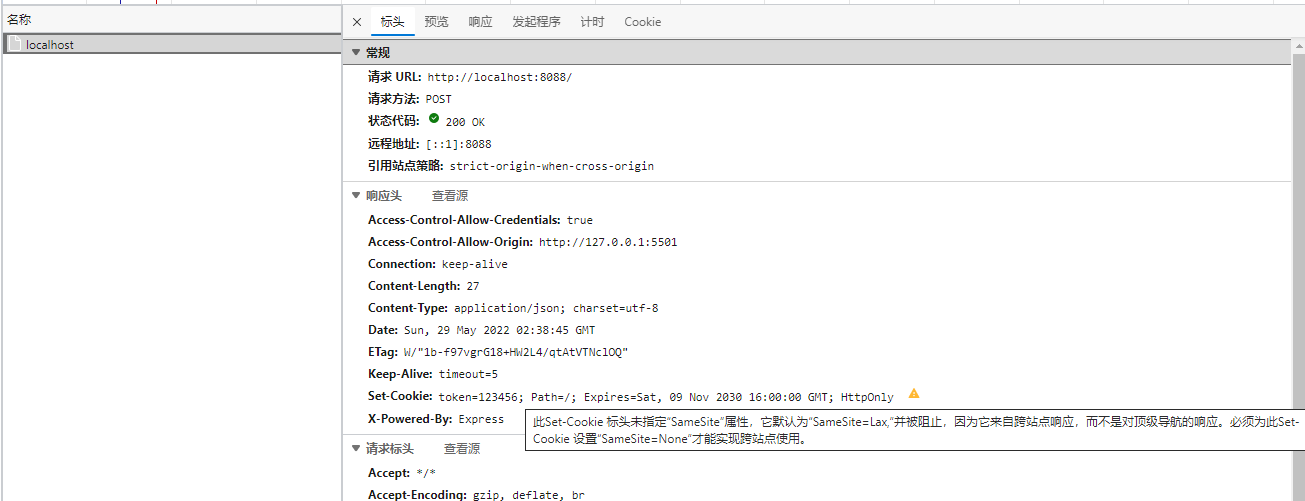 名称
localhost
标头 预览 响应 发起程序 计时 Cookie
常规
请求 URL: http://localhost:8088/
请求方法: POST
状态代码: 200 OK
远程地址: [::1]:8088
引用站点策略: strict-origin-when-cross-origin
响应头 查看源
Access-Control-Allow-Credentials: true
Access-Control-Allow-Origin: http://127.0.0.1:5501
Connection: keep-alive
Content-Length: 27
Content-Type: application/json; charset=utf-8
Date: Sun, 29 May 2022 02:38:45 GMT
ETag: W/"1b-f97vgrG18+HW2L4/qtAtVTNclOQ"
Keep-Alive: timeout=5
Set-Cookie: token=123456; Path=/; Expires=Sat, 09 Nov 2030 16:00:00 GMT; HttpOnly
X-Powered-By: Express
此Set-Cookie 标头未指定"SameSite"属性，它默认为"SameSite=Lax,"并被阻止，因为它来自跨站点响应，而不是对顶级导航的响应。必须为此Set-
Cookie 设置"SameSite=None"才能实现跨站点使用。
请求标头 查看源
Accept: */*
Accept-Encoding: gzip, deflate, br